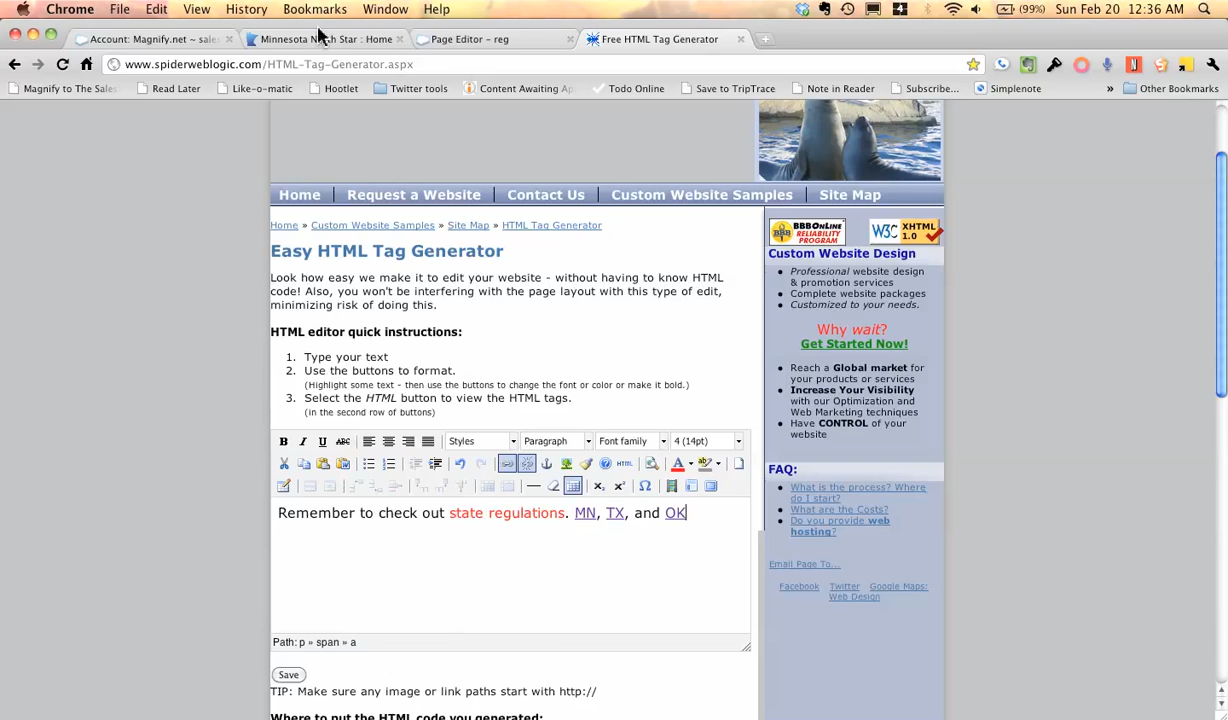 Chrome File Edit View History Bookmarks Window Help 4 (99%) Sun Feb 20 12:36 AM
Account: Magnify.net ~ sales Minnesota North Star : Home Page Editor - reg Free HTML Tag Generator
www.spiderweblogic.com/HTML-Tag-Generator.aspx
Magnify to The Sales Read Later Like-o-matic Hootlet Twitter tools Content Awaiting Ap Todo Online Save to TripTrace Note in Reader Subscribe... Simplenote » Other Bookmarks
Home Request a Website Contact Us Custom Website Samples Site Map
Home » Custom Website Samples » Site Map » HTML Tag Generator
Easy HTML Tag Generator
Look how easy we make it to edit your website - without having to know HTML
code! Also, you won't be interfering with the page layout with this type of edit,
minimizing risk of doing this.
HTML editor quick instructions:
1. Type your text
2. Use the buttons to format.
(Highlight some text - then use the buttons to change the font or color or make it bold.)
3. Select the HTML button to view the HTML tags.
(in the second row of buttons)
B I U ABC Styles Paragraph Font family 4 (14pt)
HTML A ab
x₂ x² Ω
Remember to check out state regulations. MN, TX, and OK
Path: p » span » a
Save
TIP: Make sure any image or link paths start with http://
Where to put the HTML code you generated:
BBBOnLine RELIABILITY PROGRAM
W3C XHTML 1.0
Custom Website Design
• Professional website design
& promotion services
• Complete website packages
• Customized to your needs.
Why wait?
Get Started Now!
• Reach a Global market for
your products or services
• Increase Your Visibility
with our Optimization and
Web Marketing techniques
• Have CONTROL of your
website
FAQ:
• What is the process? Where
do I start?
• What are the Costs?
• Do you provide web
hosting?
Email Page To...
Facebook Twitter Google Maps:
Web Design